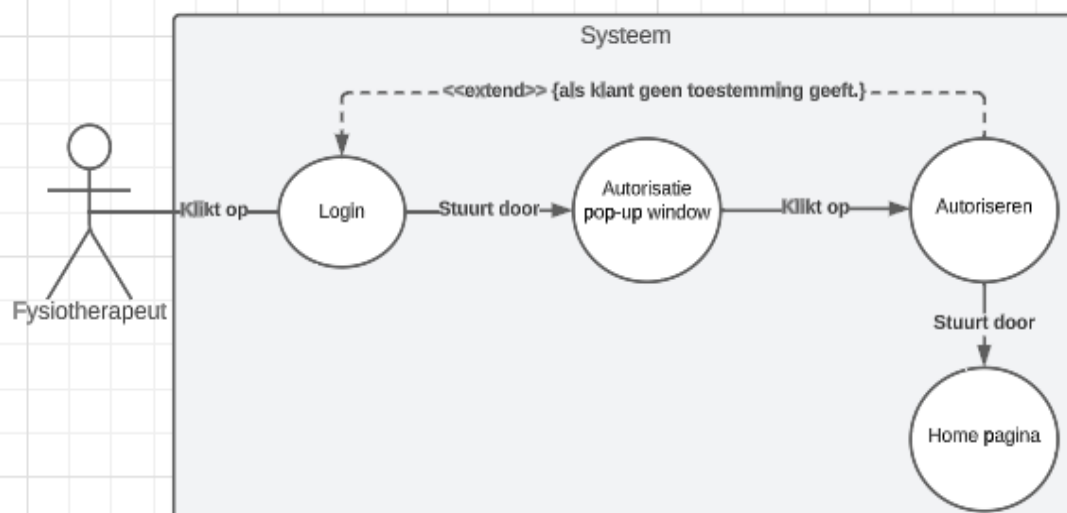 Systeem
<<extend>> {als klant geen toestemming geeft.}
Klikt op
Login
Stuurt door
Autorisatie
pop-up window
Klikt op
Autoriseren
Fysiotherapeut
Stuurt door
Home pagina